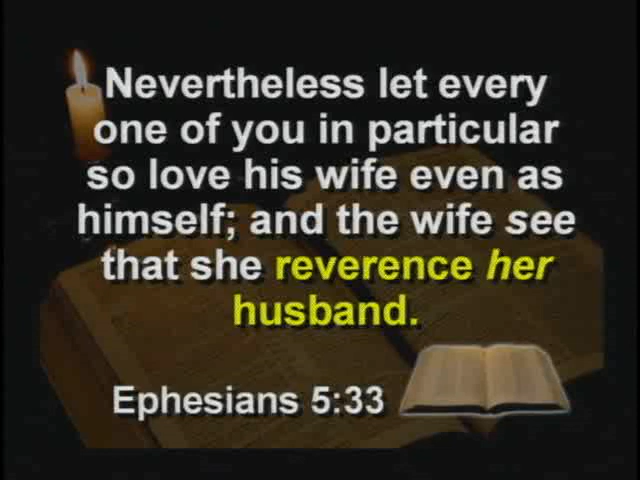 Nevertheless let every
one of you in particular
so love his wife even as
himself; and the wife see
that she reverence her
husband.
Ephesians 5:33